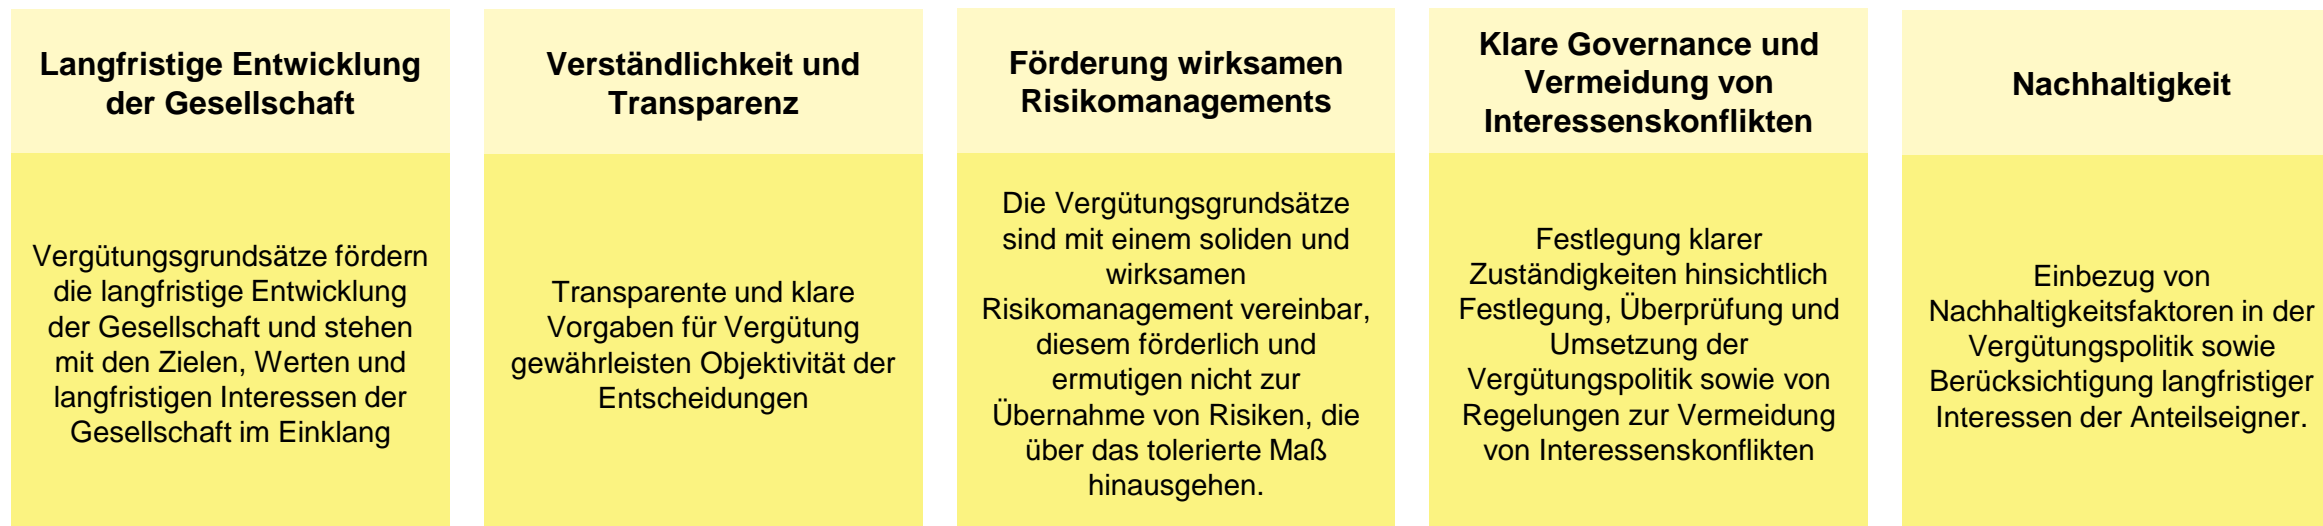 Langfristige Entwicklung
der Gesellschaft
Vergütungsgrundsätze fördern
die langfristige Entwicklung
der Gesellschaft und stehen
mit den Zielen, Werten und
langfristigen Interessen der
Gesellschaft im Einklang
Verständlichkeit und
Transparenz
Transparente und klare
Vorgaben für Vergütung
gewährleisten Objektivität der
Entscheidungen
Förderung wirksamen
Risikomanagements
Die Vergütungsgrundsätze
sind mit einem soliden und
wirksamen
Risikomanagement vereinbar,
diesem förderlich und
ermutigen nicht zur
Übernahme von Risiken, die
über das tolerierte Maß
hinausgehen.
Klare Governance und
Vermeidung von
Interessenskonflikten
Festlegung klarer
Zuständigkeiten hinsichtlich
Festlegung, Überprüfung und
Umsetzung der
Vergütungspolitik sowie von
Regelungen zur Vermeidung
von Interessenskonflikten
Nachhaltigkeit
Einbezug von
Nachhaltigkeitsfaktoren in der
Vergütungspolitik sowie
Berücksichtigung langfristiger
Interessen der Anteilseigner.